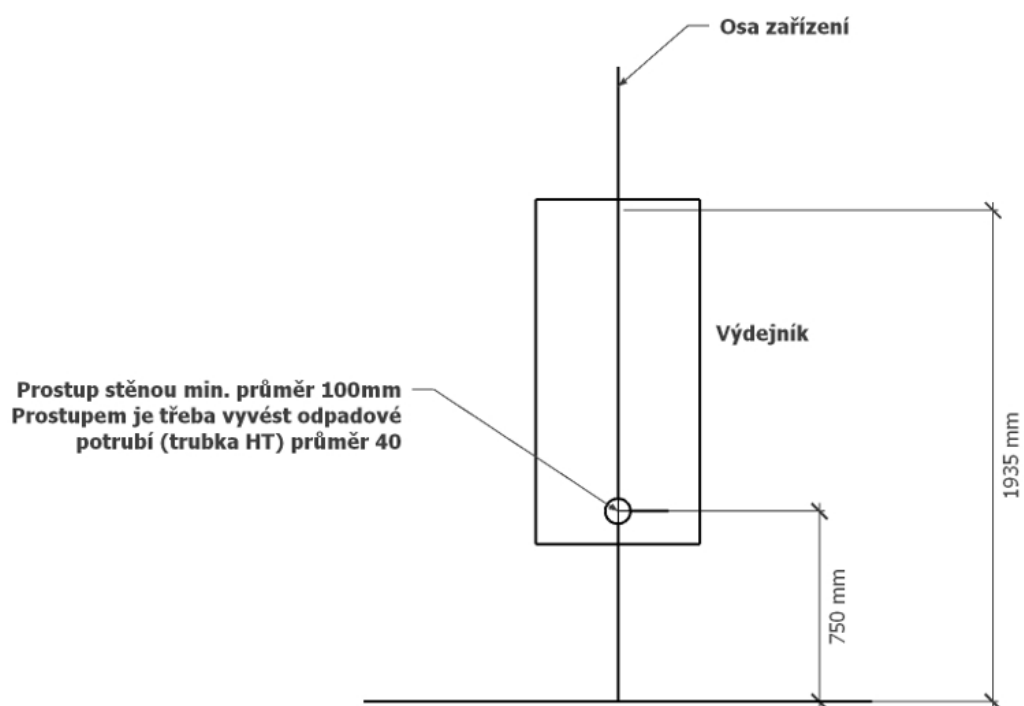 Osa zařízení
Výdejník
Prostup stěnou min. průměr 100mm
Prostupem je třeba vyvést odpadové
potrubí (trubka HT) průměr 40
1935 mm
750 mm